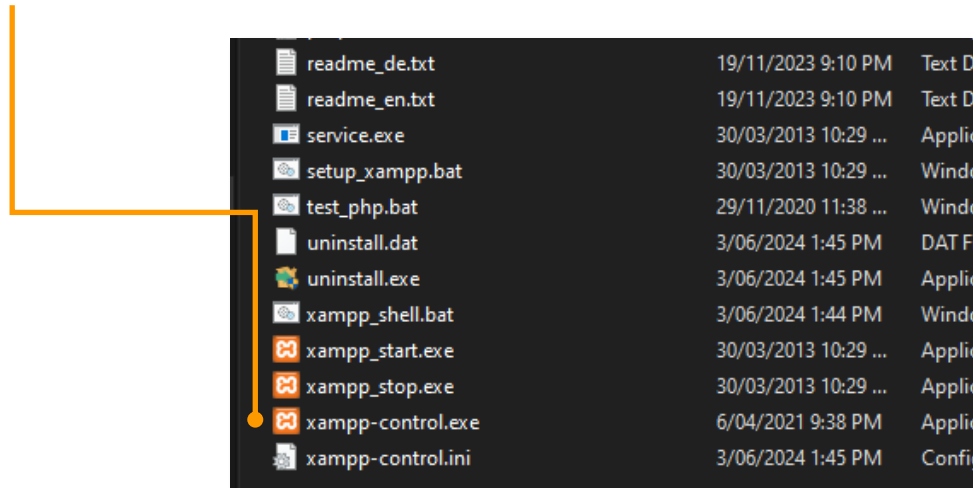 readme_de.txt 19/11/2023 9:10 PM Text D
readme_en.txt 19/11/2023 9:10 PM Text D
service.exe 30/03/2013 10:29 ... Applic
setup_xampp.bat 30/03/2013 10:29 ... Windo
test_php.bat 29/11/2020 11:38 ... Windo
uninstall.dat 3/06/2024 1:45 PM DAT F
uninstall.exe 3/06/2024 1:45 PM Applic
xampp_shell.bat 3/06/2024 1:44 PM Windo
xampp_start.exe 30/03/2013 10:29 ... Applic
xampp_stop.exe 30/03/2013 10:29 ... Applic
xampp-control.exe 6/04/2021 9:38 PM Applic
xampp-control.ini 3/06/2024 1:45 PM Config